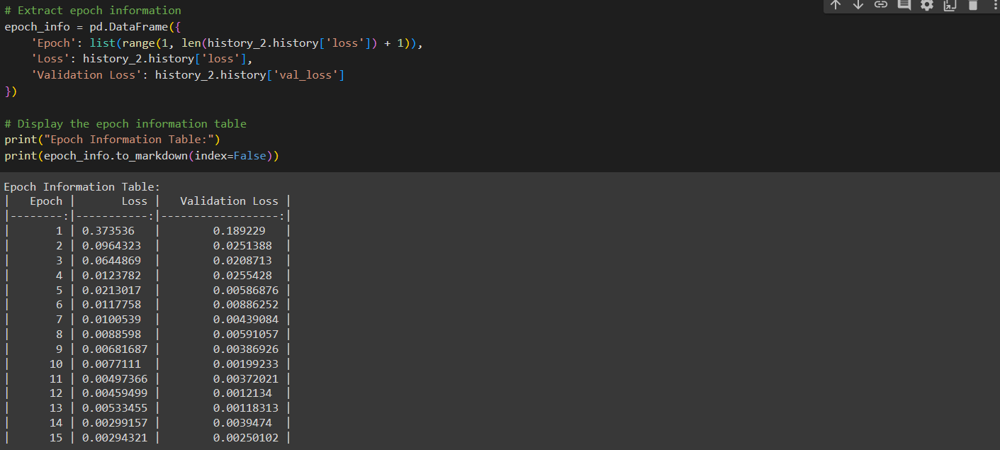 # Extract epoch information
epoch_info = pd.DataFrame({
    'Epoch': list(range(1, len(history_2.history['loss']) + 1)),
    'Loss': history_2.history['loss'],
    'Validation Loss': history_2.history['val_loss']
})

# Display the epoch information table
print("Epoch Information Table:")
print(epoch_info.to_markdown(index=False))
Epoch Information Table:
|   Epoch |       Loss |   Validation Loss |
|--------:|-----------:|------------------:|
|       1 | 0.373536   |        0.189229   |
|       2 | 0.0964323  |        0.0251388  |
|       3 | 0.0644869  |        0.0208713  |
|       4 | 0.0123782  |        0.0255428  |
|       5 | 0.0213017  |        0.00586876 |
|       6 | 0.0117758  |        0.00886252 |
|       7 | 0.0100539  |        0.00439084 |
|       8 | 0.0088598  |        0.00591057 |
|       9 | 0.00681687 |        0.00386926 |
|      10 | 0.0077111  |        0.00199233 |
|      11 | 0.00497366 |        0.00372021 |
|      12 | 0.00459499 |        0.0012134  |
|      13 | 0.00533455 |        0.00118313 |
|      14 | 0.00299157 |        0.0039474  |
|      15 | 0.00294321 |        0.00250102 |